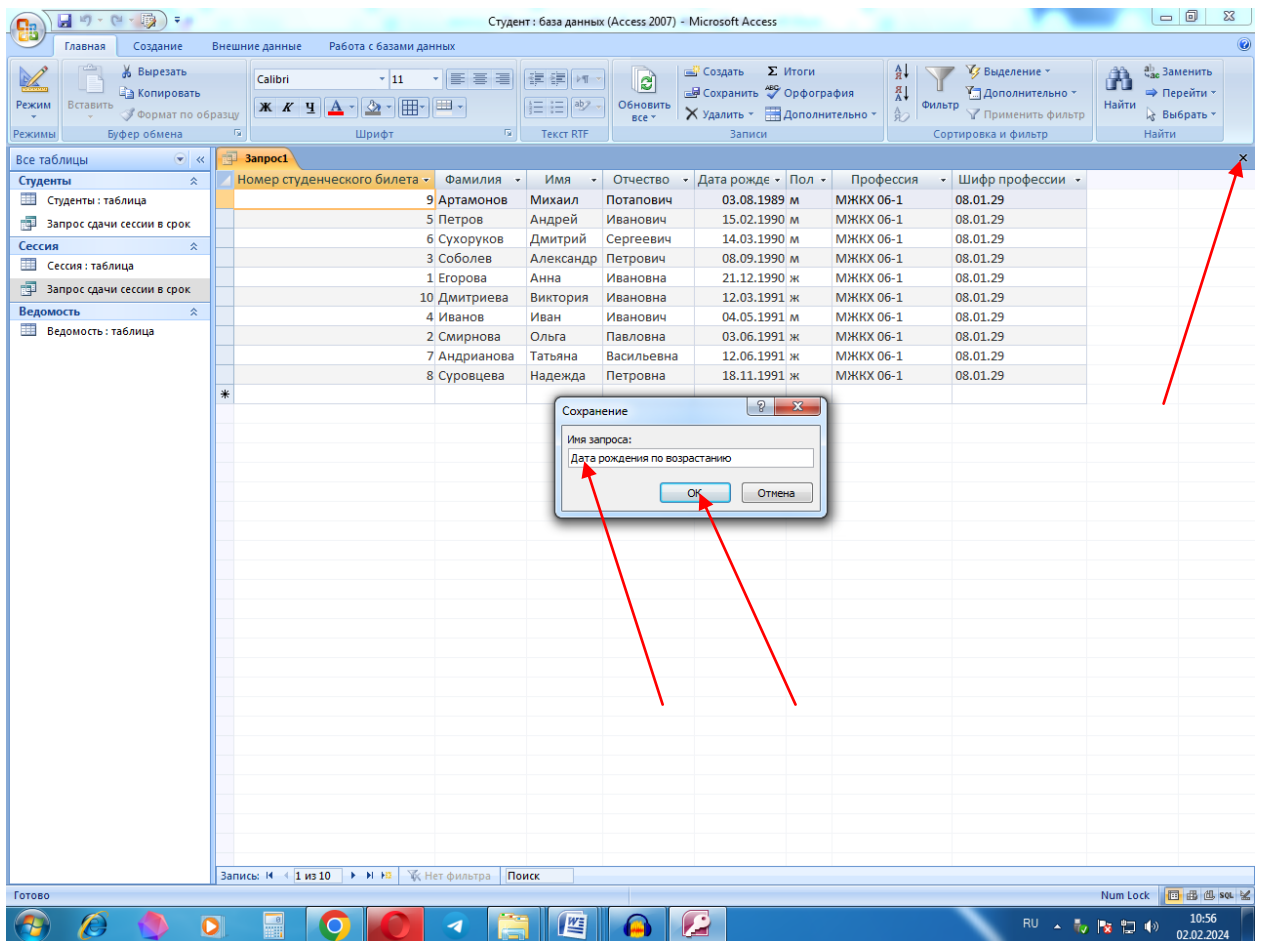 Студент : база данных (Access 2007) - Microsoft Access
Главная Создание Внешние данные Работа с базами данных
Режим Вставить Вырезать Копировать Формат по образцу
Calibri 11
Ж К Ч А
Обновить все Создать Сохранить Удалить Итоги Орфография Дополнительно
Фильтр Выделение Дополнительно Применить фильтр
Найти Заменить Перейти Выбрать
Режимы Буфер обмена Шрифт Текст RTF Записи Сортировка и фильтр Найти
Все таблицы
Студенты
Студенты : таблица
Запрос сдачи сессии в срок
Сессия
Сессия : таблица
Запрос сдачи сессии в срок
Ведомость
Ведомость : таблица
Запрос1
Номер студенческого билета Фамилия Имя Отчество Дата рожде Пол Профессия Шифр профессии
9 Артамонов Михаил Потапович 03.08.1989 м МЖКХ 06-1 08.01.29
5 Петров Андрей Иванович 15.02.1990 м МЖКХ 06-1 08.01.29
6 Сухоруков Дмитрий Сергеевич 14.03.1990 м МЖКХ 06-1 08.01.29
3 Соболев Александр Петрович 08.09.1990 м МЖКХ 06-1 08.01.29
1 Егорова Анна Ивановна 21.12.1990 ж МЖКХ 06-1 08.01.29
10 Дмитриева Виктория Ивановна 12.03.1991 ж МЖКХ 06-1 08.01.29
4 Иванов Иван Иванович 04.05.1991 м МЖКХ 06-1 08.01.29
2 Смирнова Ольга Павловна 03.06.1991 ж МЖКХ 06-1 08.01.29
7 Андрианова Татьяна Васильевна 12.06.1991 ж МЖКХ 06-1 08.01.29
8 Суровцева Надежда Петровна 18.11.1991 ж МЖКХ 06-1 08.01.29
Сохранение
Имя запроса:
Дата рождения по возрастанию
ОК Отмена
Запись: 1 из 10 Нет фильтра Поиск
Готово Num Lock SQL
RU 10:56
02.02.2024